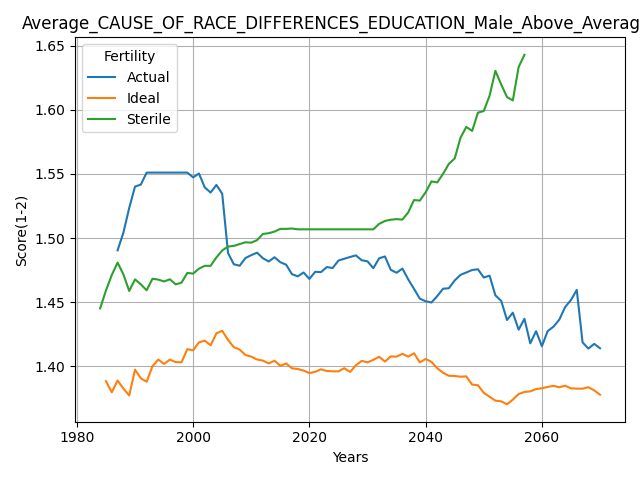 Average_CAUSE_OF_RACE_DIFFERENCES_EDUCATION_Male_Above_Averag
Fertility
Actual
Ideal
Sterile
Score(1-2)
1.65
1.60
1.55
1.50
1.45
1.40
1980
2000
2020
2040
2060
Years